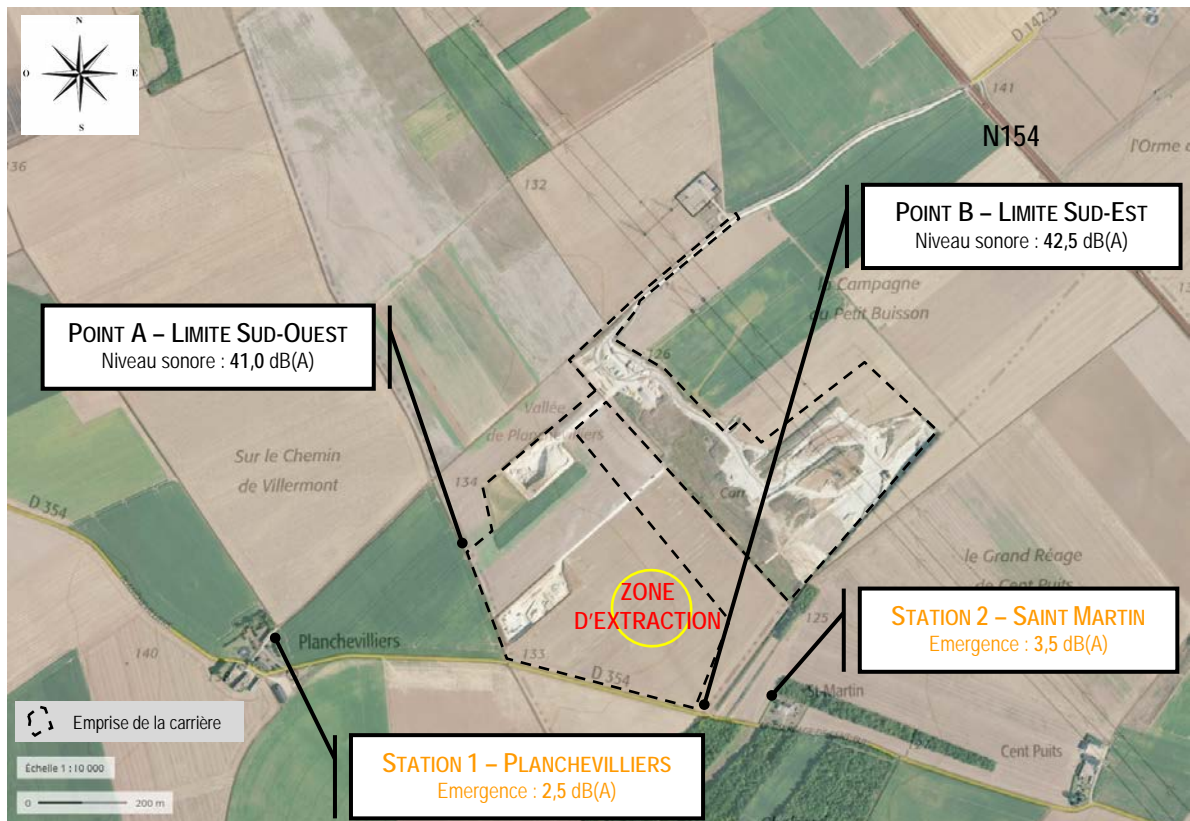 N
O
E
S
D 142.5
141
N154
l'Orme d
136
132
POINT B – LIMITE SUD-EST
Niveau sonore : 42,5 dB(A)
la Campagne
du Petit Buisson
POINT A – LIMITE SUD-OUEST
Niveau sonore : 41,0 dB(A)
126
Vallée
de Planchevilliers
Sur le Chemin
de Villermont
134
Carr.
D 354
le Grand Réage
de Cent Puits
ZONE
D'EXTRACTION
125
STATION 2 – SAINT MARTIN
Emergence : 3,5 dB(A)
Planchevilliers
140
133
D 354
St-Martin
Emprise de la carrière
Cent Puits
STATION 1 – PLANCHEVILLIERS
Emergence : 2,5 dB(A)
Échelle 1 : 10 000
0
200 m